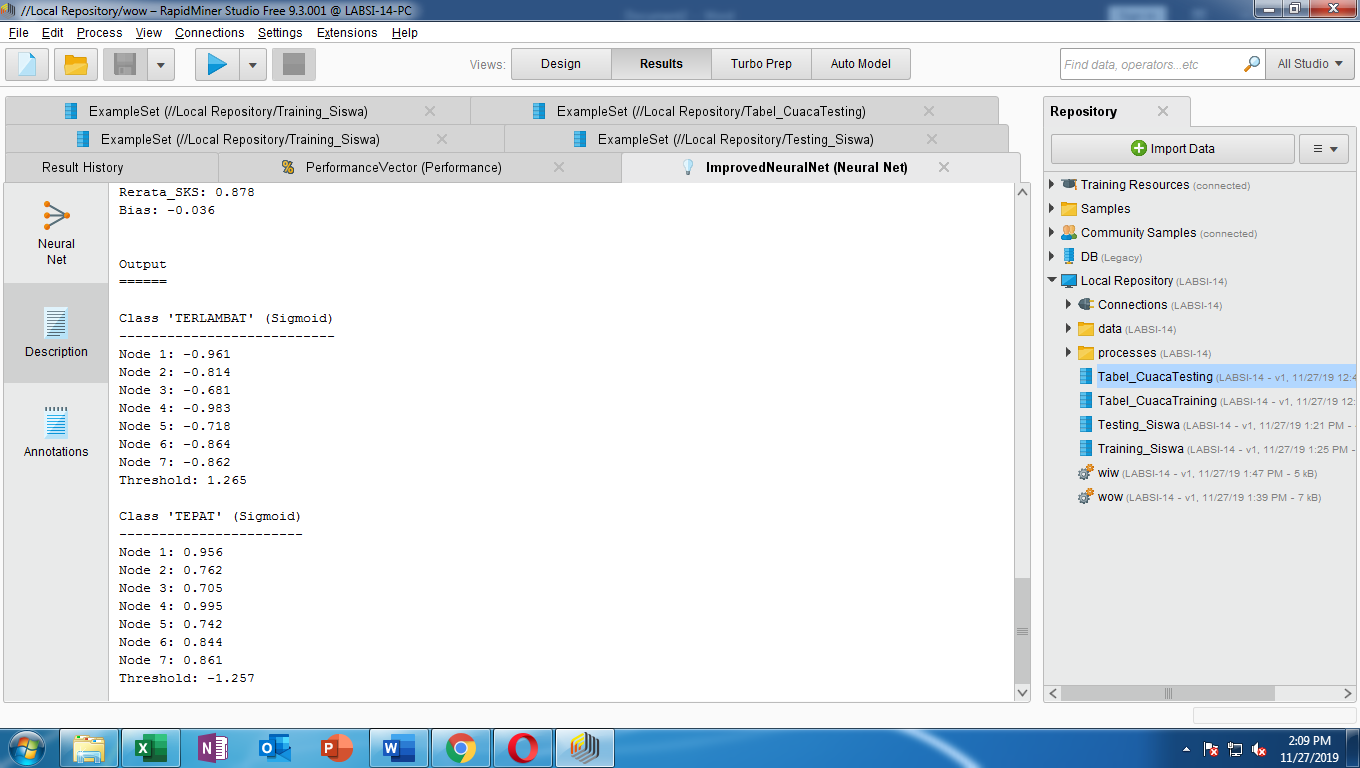 //Local Repository/wow – RapidMiner Studio Free 9.3.001 @ LABSI-14-PC
File Edit Process View Connections Settings Extensions Help
Views: Design Results Turbo Prep Auto Model
Find data, operators...etc All Studio
ExampleSet (///Local Repository/Training_Siswa) ExampleSet (///Local Repository/Tabel_CuacaTesting)
ExampleSet (///Local Repository/Training_Siswa) ExampleSet (///Local Repository/Testing_Siswa)
Result History PerformanceVector (Performance) ImprovedNeuralNet (Neural Net)
Neural
Net
Description
Annotations
Rerata_SKS: 0.878
Bias: -0.036
Output
======
Class 'TERLAMBAT' (Sigmoid)
---------------------------
Node 1: -0.961
Node 2: -0.814
Node 3: -0.681
Node 4: -0.983
Node 5: -0.718
Node 6: -0.864
Node 7: -0.862
Threshold: 1.265
Class 'TEPAT' (Sigmoid)
-----------------------
Node 1: 0.956
Node 2: 0.762
Node 3: 0.705
Node 4: 0.995
Node 5: 0.742
Node 6: 0.844
Node 7: 0.861
Threshold: -1.257
Repository
Import Data
Training Resources (connected)
Samples
Community Samples (connected)
DB (Legacy)
Local Repository (LABSI-14)
Connections (LABSI-14)
data (LABSI-14)
processes (LABSI-14)
Tabel_CuacaTesting (LABSI-14 - v1, 11/27/19 12:4
Tabel_CuacaTraining (LABSI-14 - v1, 11/27/19 12:
Testing_Siswa (LABSI-14 - v1, 11/27/19 1:21 PM -
Training_Siswa (LABSI-14 - v1, 11/27/19 1:25 PM -
wiw (LABSI-14 - v1, 11/27/19 1:47 PM - 5 kB)
wow (LABSI-14 - v1, 11/27/19 1:39 PM - 7 kB)
2:09 PM
11/27/2019